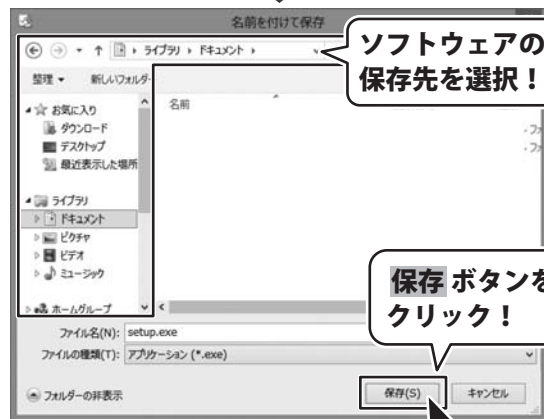 名前を付けて保存
ライブラリ ▸ ドキュメント ▸
ソフトウェアの
保存先を選択！
整理 ▾ 新しいフォルダー
お気に入り
ダウンロード
デスクトップ
最近表示した場所
名前
ライブラリ
ドキュメント
ピクチャ
ビデオ
ミュージック
ホームグループ
保存 ボタンを
クリック！
ファイル名(N): setup.exe
ファイルの種類(T): アプリケーション (*.exe)
フォルダーの非表示
保存(S)
キャンセル